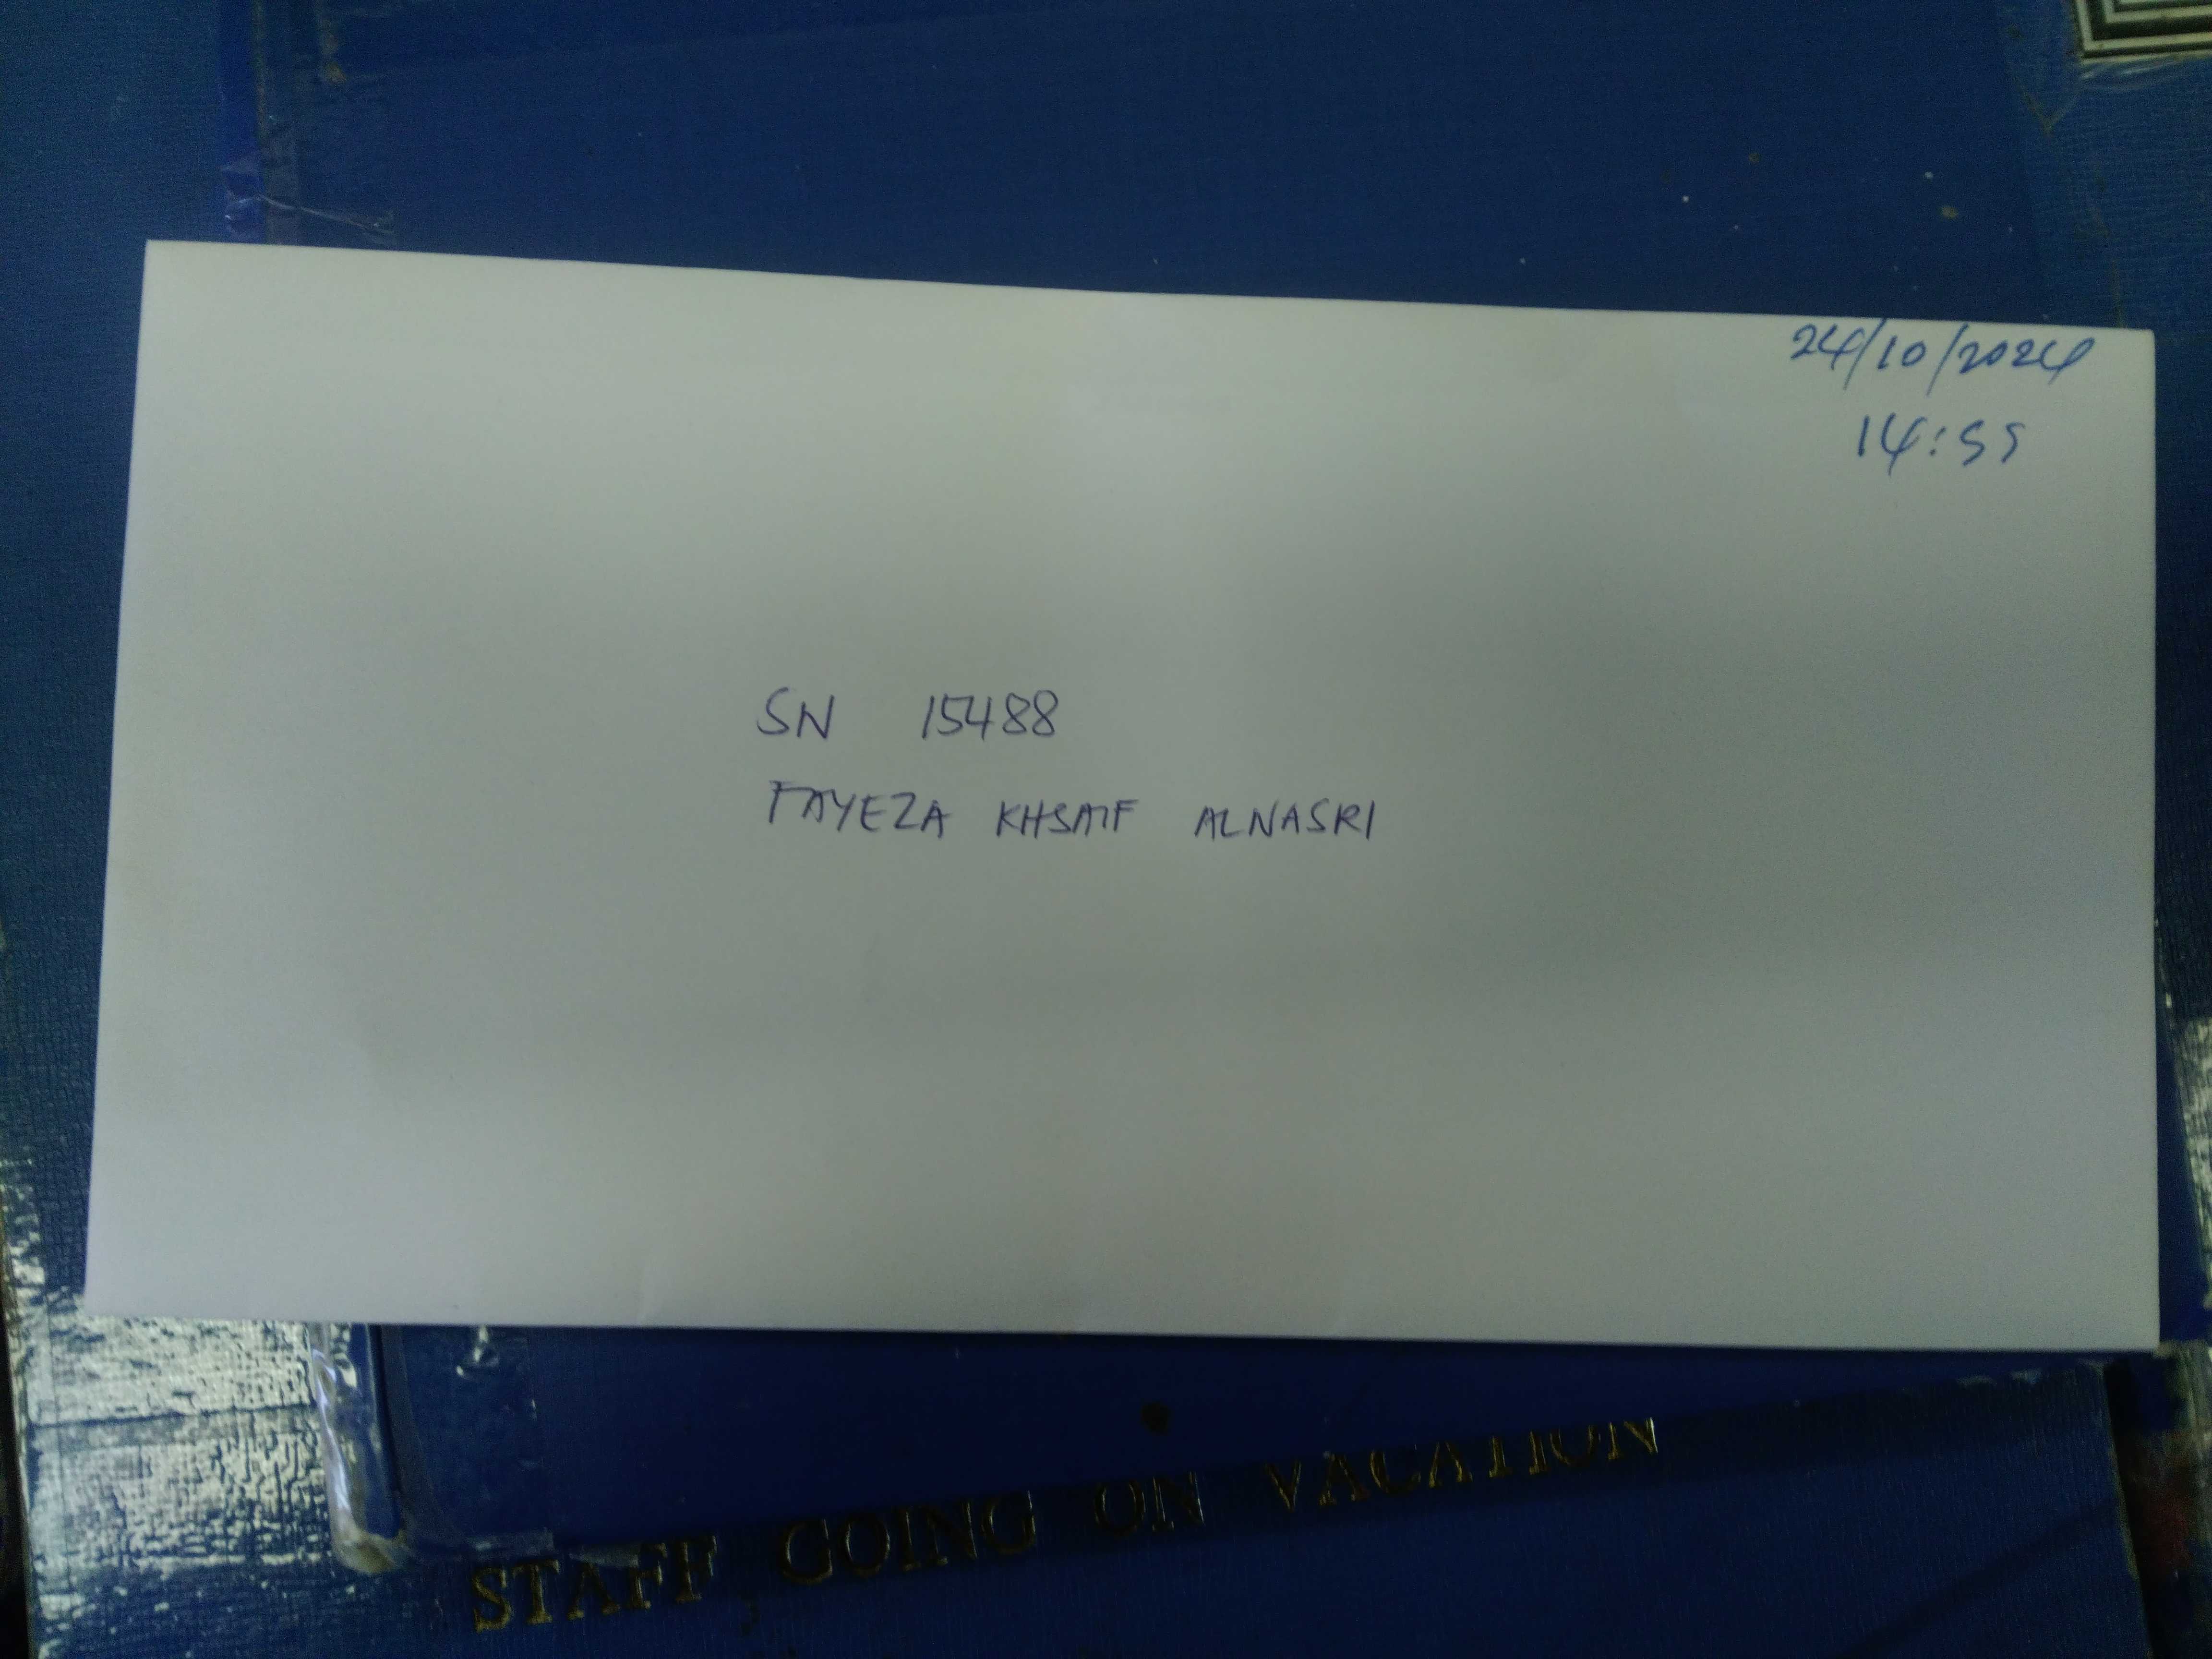 24/10/2024
14:55
SN 15488
FAYEZA KHSAIF ALNASRI
STAFF GOING ON VACATION